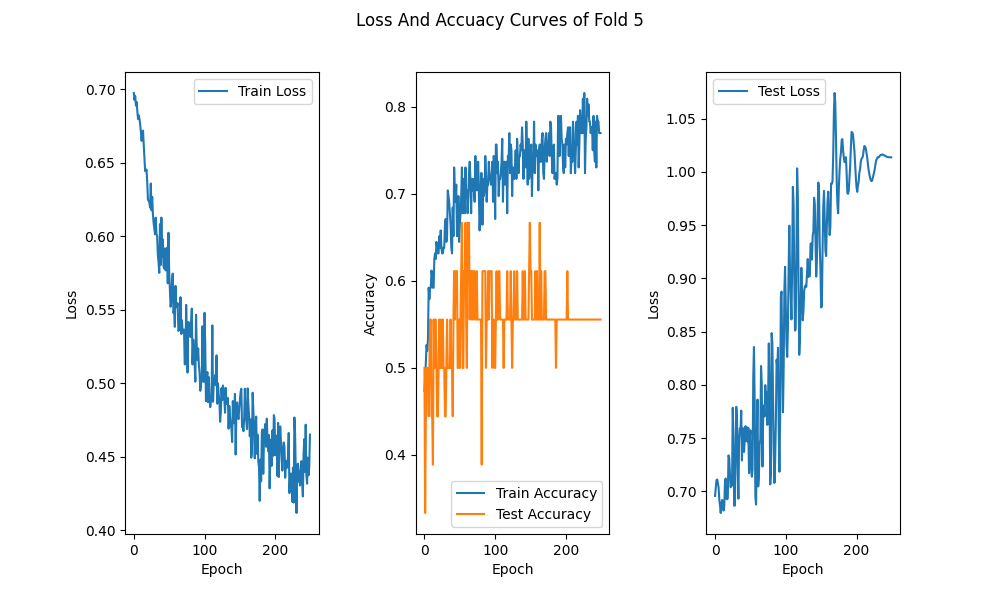 Loss And Accuacy Curves of Fold 5
Train Loss
0.70
0.65
0.60
0.55
0.50
0.45
0.40
Loss
0
100
200
Epoch
0.8
0.7
0.6
0.5
0.4
Accuracy
Train Accuracy
Test Accuracy
0
100
200
Epoch
Test Loss
1.05
1.00
0.95
0.90
0.85
0.80
0.75
0.70
Loss
0
100
200
Epoch